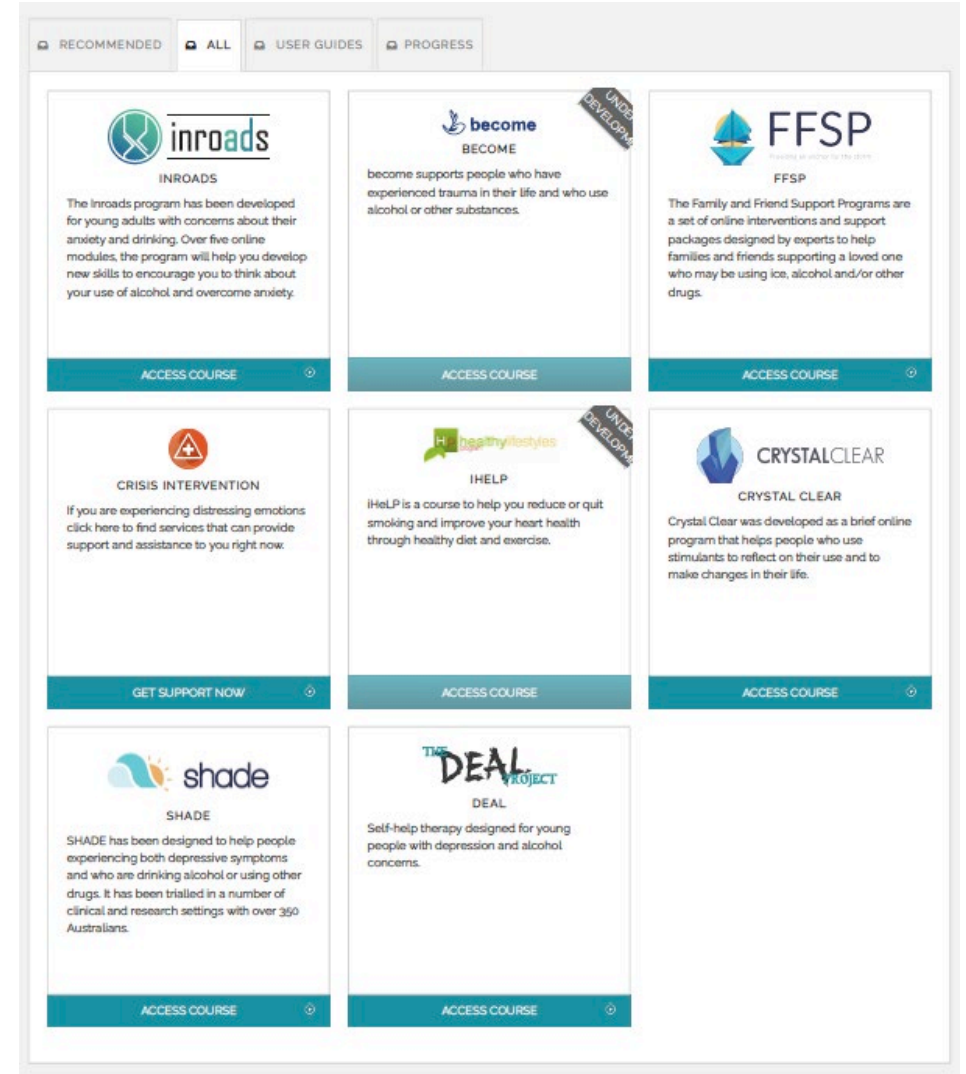 RECOMMENDED
ALL
USER GUIDES
PROGRESS
inroads
INROADS
The Inroads program has been developed
for young adults with concerns about their
anxiety and drinking. Over five online
modules, the program will help you develop
new skills to encourage you to think about
your use of alcohol and overcome anxiety.
ACCESS COURSE
UNDER
become
BECOME
become supports people who have
experienced trauma in their life and who use
alcohol or other substances.
ACCESS COURSE
FFSP
FFSP
The Family and Friend Support Programs are
a set of online interventions and support
packages designed by experts to help
families and friends supporting a loved one
who may be using ice, alcohol and/or other
drugs.
ACCESS COURSE
CRISIS INTERVENTION
If you are experiencing distressing emotions
click here to find services that can provide
support and assistance to you right now.
GET SUPPORT NOW
UNDER
healthylifestyles
IHELP
iHeLP is a course to help you reduce or quit
smoking and improve your heart health
through healthy diet and exercise.
ACCESS COURSE
CRYSTALCLEAR
CRYSTAL CLEAR
Crystal Clear was developed as a brief online
program that helps people who use
stimulants to reflect on their use and to
make changes in their life.
ACCESS COURSE
shade
SHADE
SHADE has been designed to help people
experiencing both depressive symptoms
and who are drinking alcohol or using other
drugs. It has been trialled in a number of
clinical and research settings with over 350
Australians.
ACCESS COURSE
THE
DEAL
PROJECT
DEAL
Self-help therapy designed for young
people with depression and alcohol
concerns.
ACCESS COURSE